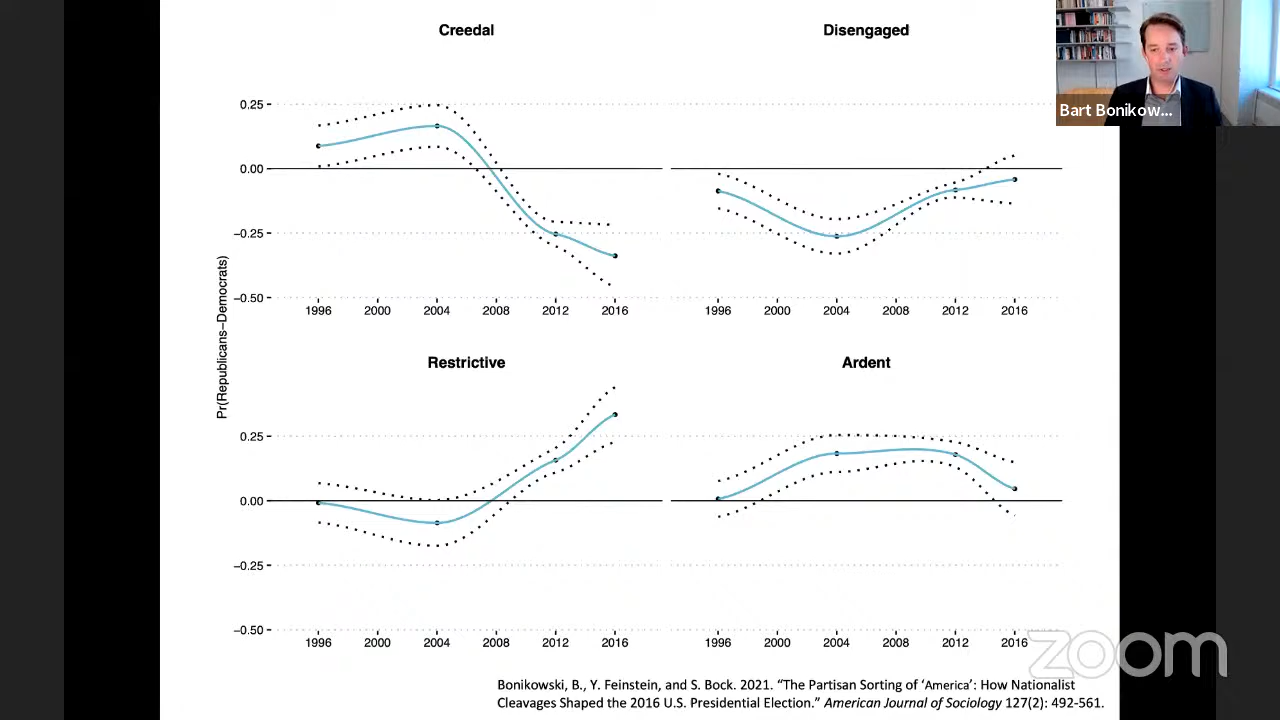 Creedal
Disengaged
Bart Bonikow...
0.25
0.00
−0.25
−0.50
1996 2000 2004 2008 2012 2016
1996 2000 2004 2008 2012 2016
Pr(Republicans−Democrats)
Restrictive
Ardent
0.25
0.00
−0.25
−0.50
1996 2000 2004 2008 2012 2016
1996 2000 2004 2008 2012 2016
zoom
Bonikowski, B., Y. Feinstein, and S. Bock. 2021. “The Partisan Sorting of ‘America’: How Nationalist
Cleavages Shaped the 2016 U.S. Presidential Election.” American Journal of Sociology 127(2): 492-561.